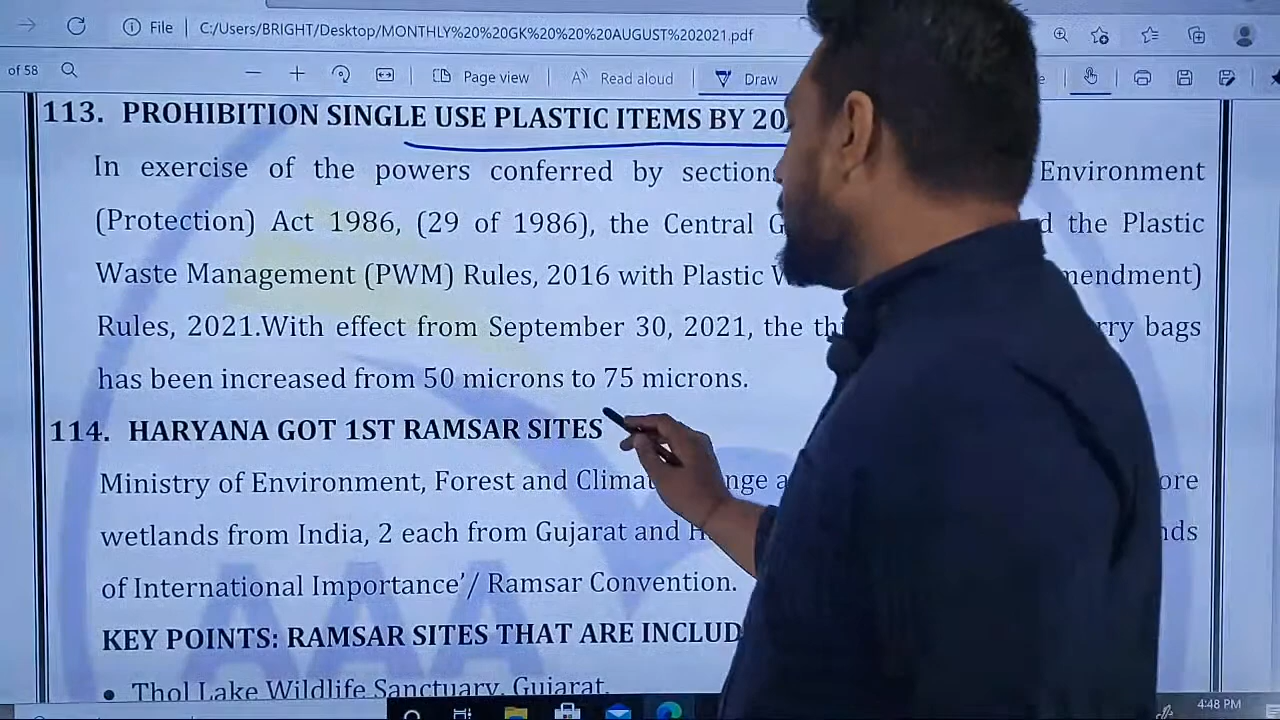 File C:/Users/BRIGHT/Desktop/MONTHLY%20%20GK%20%20%20AUGUST%202021.pdf
of 58 Page view Read aloud Draw
113. PROHIBITION SINGLE USE PLASTIC ITEMS BY 20
In exercise of the powers conferred by sections Environment
(Protection) Act 1986, (29 of 1986), the Central G d the Plastic
Waste Management (PWM) Rules, 2016 with Plastic W mendment)
Rules, 2021.With effect from September 30, 2021, the thi rry bags
has been increased from 50 microns to 75 microns.
114. HARYANA GOT 1ST RAMSAR SITES
Ministry of Environment, Forest and Climat nge a ore
wetlands from India, 2 each from Gujarat and H nds
of International Importance'/ Ramsar Convention.
KEY POINTS: RAMSAR SITES THAT ARE INCLUD
• Thol Lake Wildlife Sanctuary, Gujarat.
AAA
4:48 PM